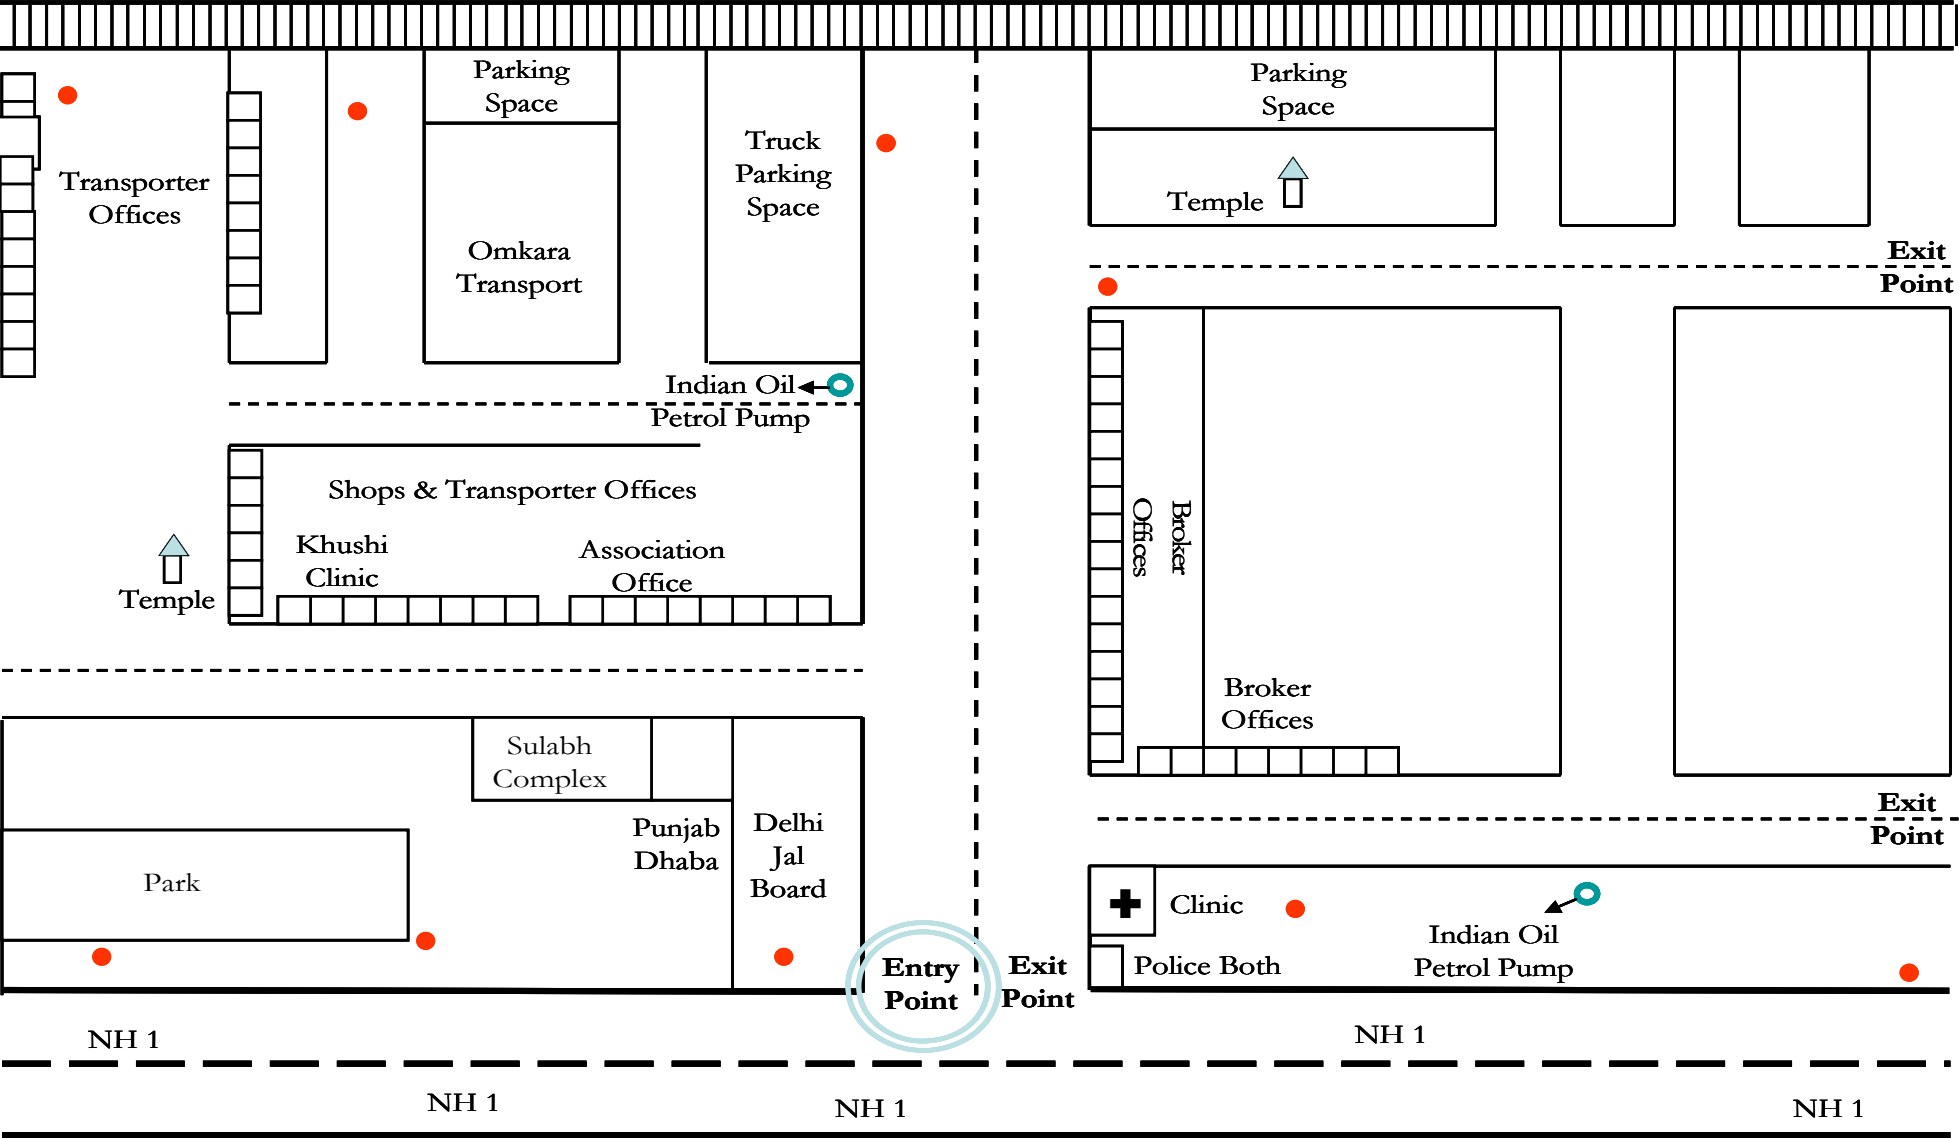 Parking
Space
Truck
Parking
Space
Parking
Space
Transporter
Offices
Temple
Omkara
Transport
Exit
Point
Indian Oil
Petrol Pump
Shops & Transporter Offices
Khushi
Clinic
Association
Office
Broker
Offices
Temple
Broker
Offices
Sulabh
Complex
Punjab
Dhaba
Delhi
Jal
Board
Exit
Point
Park
Clinic
Indian Oil
Petrol Pump
Entry
Point
Exit
Point
Police Both
NH 1
NH 1
NH 1
NH 1
NH 1